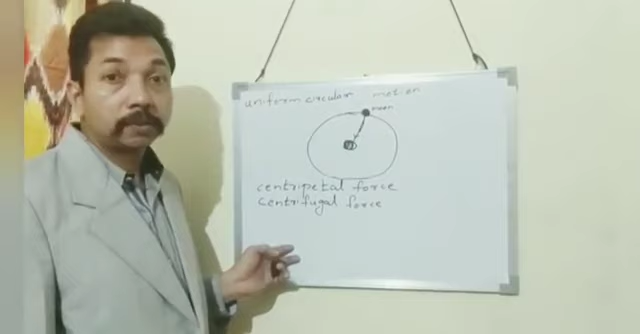 uniform circular motion
moon
centripetal force
centrifugal force